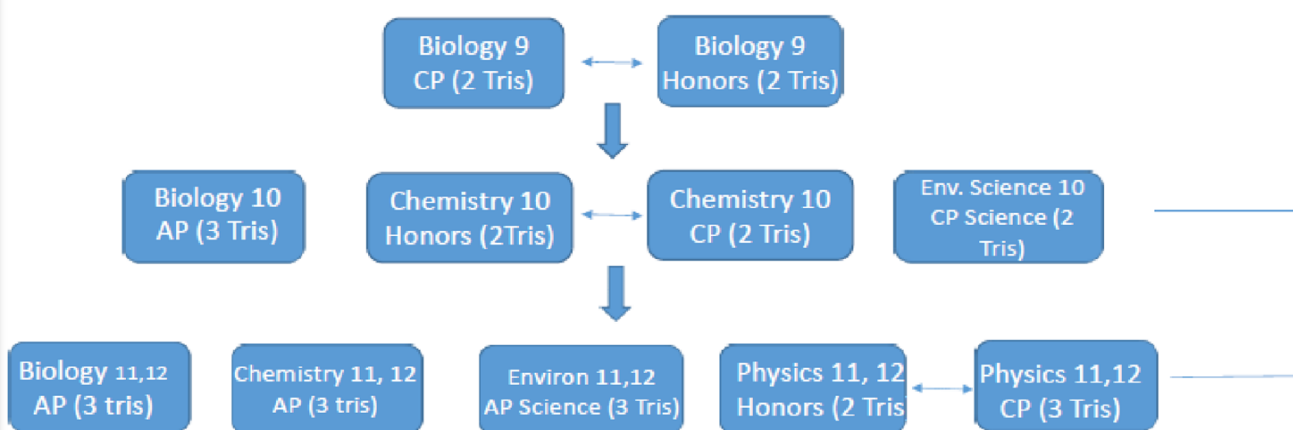 Biology 9
CP (2 Tris)
Biology 9
Honors (2 Tris)
Biology 10
AP (3 Tris)
Chemistry 10
Honors (2Tris)
Chemistry 10
CP (2 Tris)
Env. Science 10
CP Science (2
Tris)
Biology 11,12
AP (3 tris)
Chemistry 11, 12
AP (3 tris)
Environ 11,12
AP Science (3 Tris)
Physics 11, 12
Honors (2 Tris
Physics 11,12
CP (3 Tris)